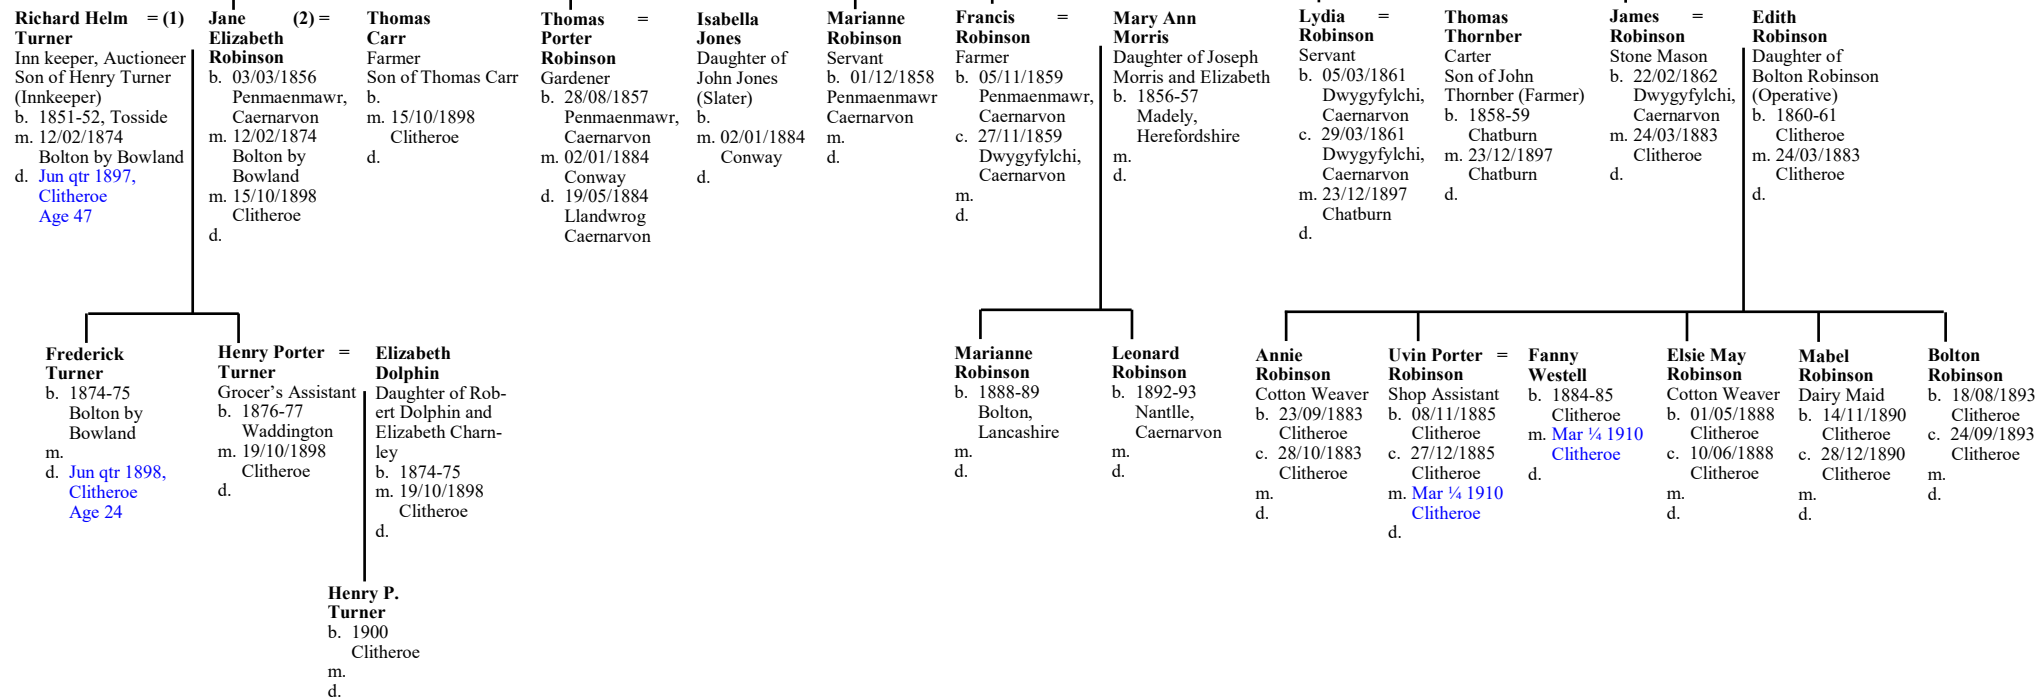 Richard Helm = (1)
Turner
Inn keeper, Auctioneer
Son of Henry Turner
(Innkeeper)
b. 1851-52, Tosside
m. 12/02/1874
Bolton by Bowland
d. Jun qtr 1897,
Clitheroe
Age 47
Jane (2) =
Elizabeth
Robinson
b. 03/03/1856
Penmaenmawr,
Caernarvon
m. 12/02/1874
Bolton by
Bowland
m. 15/10/1898
Clitheroe
d.
Thomas
Carr
Farmer
Son of Thomas Carr
b.
m. 15/10/1898
Clitheroe
d.
Thomas =
Porter
Robinson
Gardener
b. 28/08/1857
Penmaenmawr,
Caernarvon
m. 02/01/1884
Conway
d. 19/05/1884
Llandwrog
Caernarvon
Isabella
Jones
Daughter of
John Jones
(Slater)
b.
m. 02/01/1884
Conway
d.
Marianne
Robinson
Servant
b. 01/12/1858
Penmaenmawr
Caernarvon
m.
d.
Francis =
Robinson
Farmer
b. 05/11/1859
Penmaenmawr,
Caernarvon
c. 27/11/1859
Dwygyfylchi,
Caernarvon
m.
d.
Mary Ann
Morris
Daughter of Joseph
Morris and Elizabeth
b. 1856-57
Madely,
Herefordshire
m.
d.
Lydia =
Robinson
Servant
b. 05/03/1861
Dwygyfylchi,
Caernarvon
c. 29/03/1861
Dwygyfylchi,
Caernarvon
m. 23/12/1897
Chatburn
d.
Thomas
Thornber
Carter
Son of John
Thornber (Farmer)
b. 1858-59
Chatburn
m. 23/12/1897
Chatburn
d.
James =
Robinson
Stone Mason
b. 22/02/1862
Dwygyfylchi,
Caernarvon
m. 24/03/1883
Clitheroe
d.
Edith
Robinson
Daughter of
Bolton Robinson
(Operative)
b. 1860-61
Clitheroe
m. 24/03/1883
Clitheroe
d.
Frederick
Turner
b. 1874-75
Bolton by
Bowland
m.
d. Jun qtr 1898,
Clitheroe
Age 24
Henry Porter =
Turner
Grocer's Assistant
b. 1876-77
Waddington
m. 19/10/1898
Clitheroe
d.
Elizabeth
Dolphin
Daughter of Rob-
ert Dolphin and
Elizabeth Charn-
ley
b. 1874-75
m. 19/10/1898
Clitheroe
d.
Marianne
Robinson
b. 1888-89
Bolton,
Lancashire
m.
d.
Leonard
Robinson
b. 1892-93
Nantlle,
Caernarvon
m.
d.
Annie
Robinson
Cotton Weaver
b. 23/09/1883
Clitheroe
c. 28/10/1883
Clitheroe
m.
d.
Uvin Porter =
Robinson
Shop Assistant
b. 08/11/1885
Clitheroe
c. 27/12/1885
Clitheroe
m. Mar ¼ 1910
Clitheroe
d.
Fanny
Westell
b. 1884-85
Clitheroe
m. Mar ¼ 1910
Clitheroe
d.
Elsie May
Robinson
Cotton Weaver
b. 01/05/1888
Clitheroe
c. 10/06/1888
Clitheroe
m.
d.
Mabel
Robinson
Dairy Maid
b. 14/11/1890
Clitheroe
c. 28/12/1890
Clitheroe
m.
d.
Bolton
Robinson
b. 18/08/1893
Clitheroe
c. 24/09/1893
Clitheroe
m.
d.
Henry P.
Turner
b. 1900
Clitheroe
m.
d.